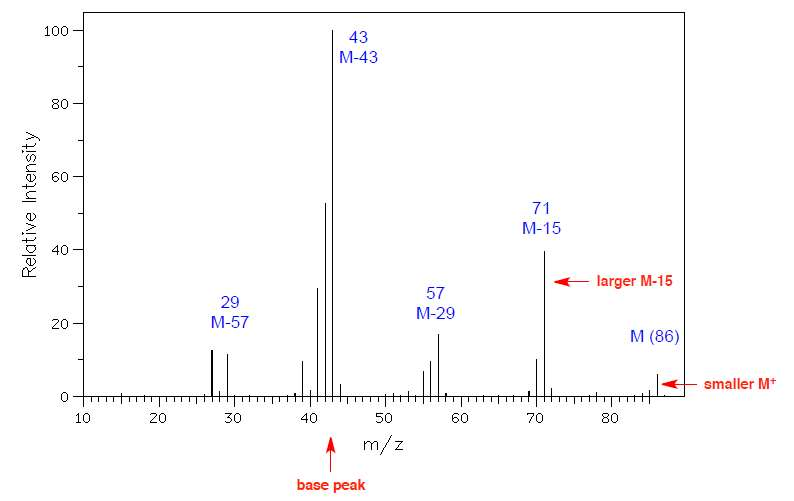 100
43
M-43
80
60
Relative Intensity
71
M-15
40
larger M-15
29
M-57
57
M-29
20
M (86)
smaller M⁺
0
10 20 30 40 50 60 70 80
m/z
base peak